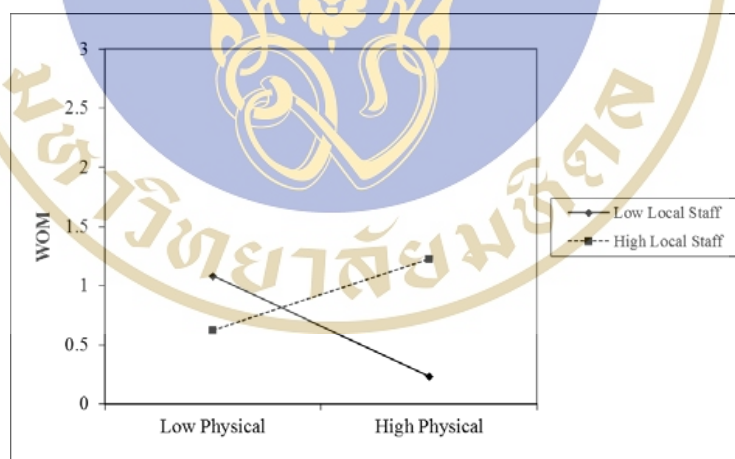 3
2.5
2
1.5
1
0.5
0
WOM
Low Physical
High Physical
Low Local Staff
High Local Staff
มหาวิทยาลัยมหิดล